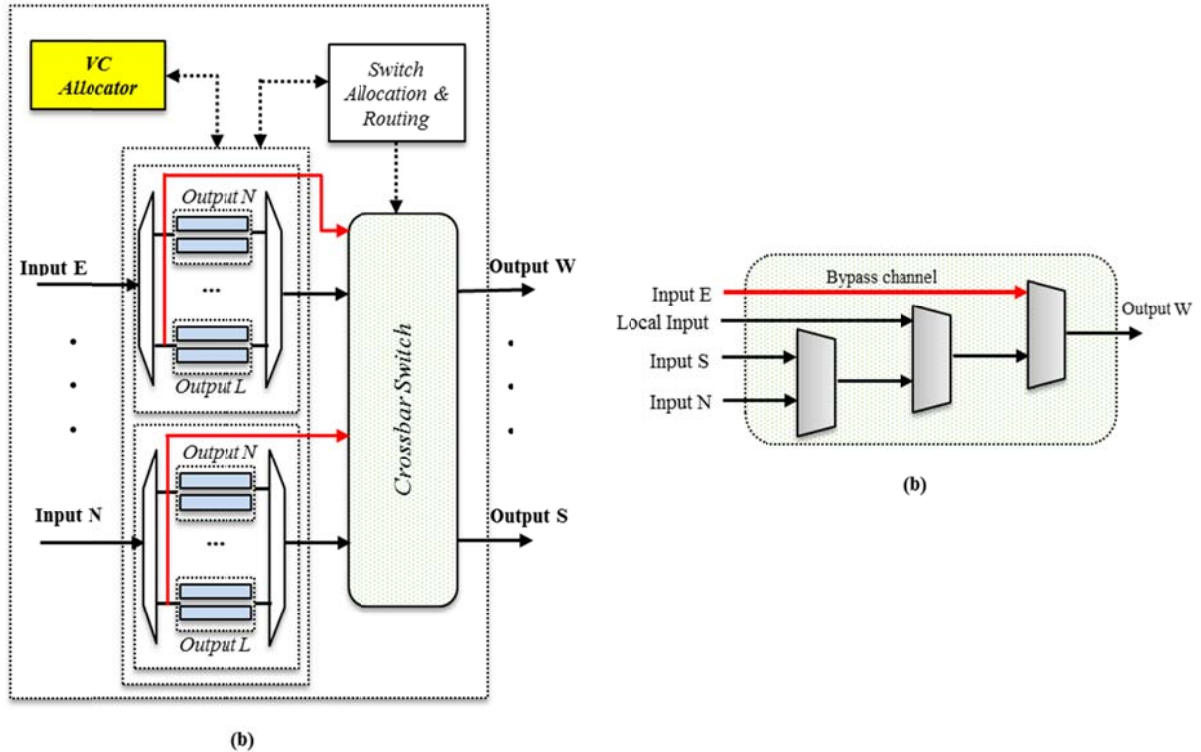 VC
Allocator
Switch
Allocation &
Routing
Output N
Input E
...
Output L
Output N
Input N
...
Output L
Crossbar Switch
Output W
Output S
(b)
Bypass channel
Input E
Local Input
Input S
Input N
Output W
(b)